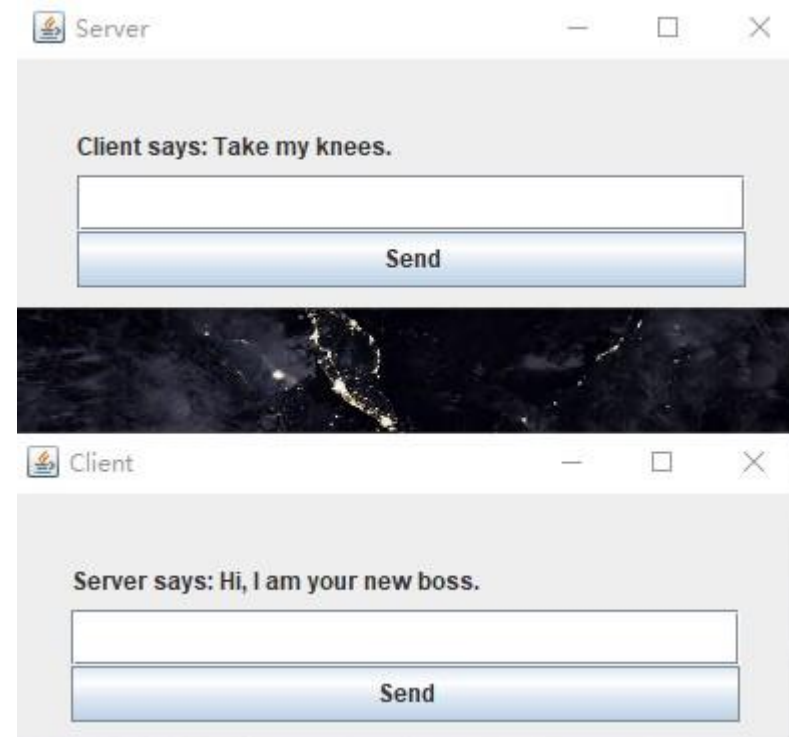 Server
Client says: Take my knees.
Send
Client
Server says: Hi, I am your new boss.
Send